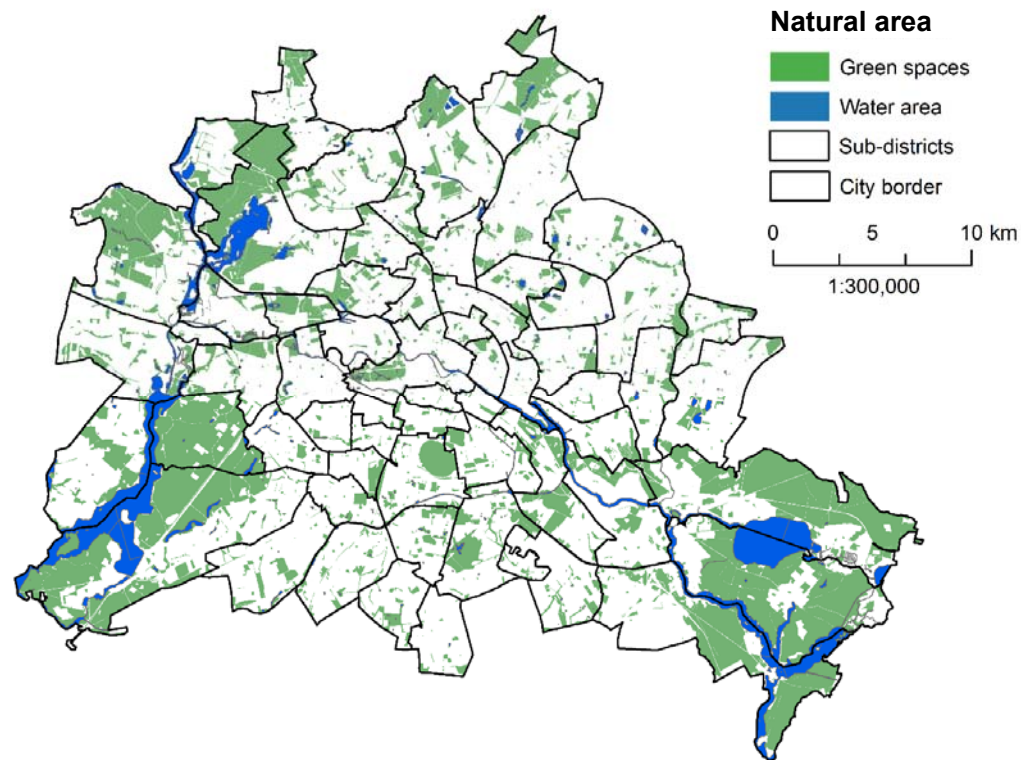 Natural area
Green spaces
Water area
Sub-districts
City border
0 5 10 km
1:300,000